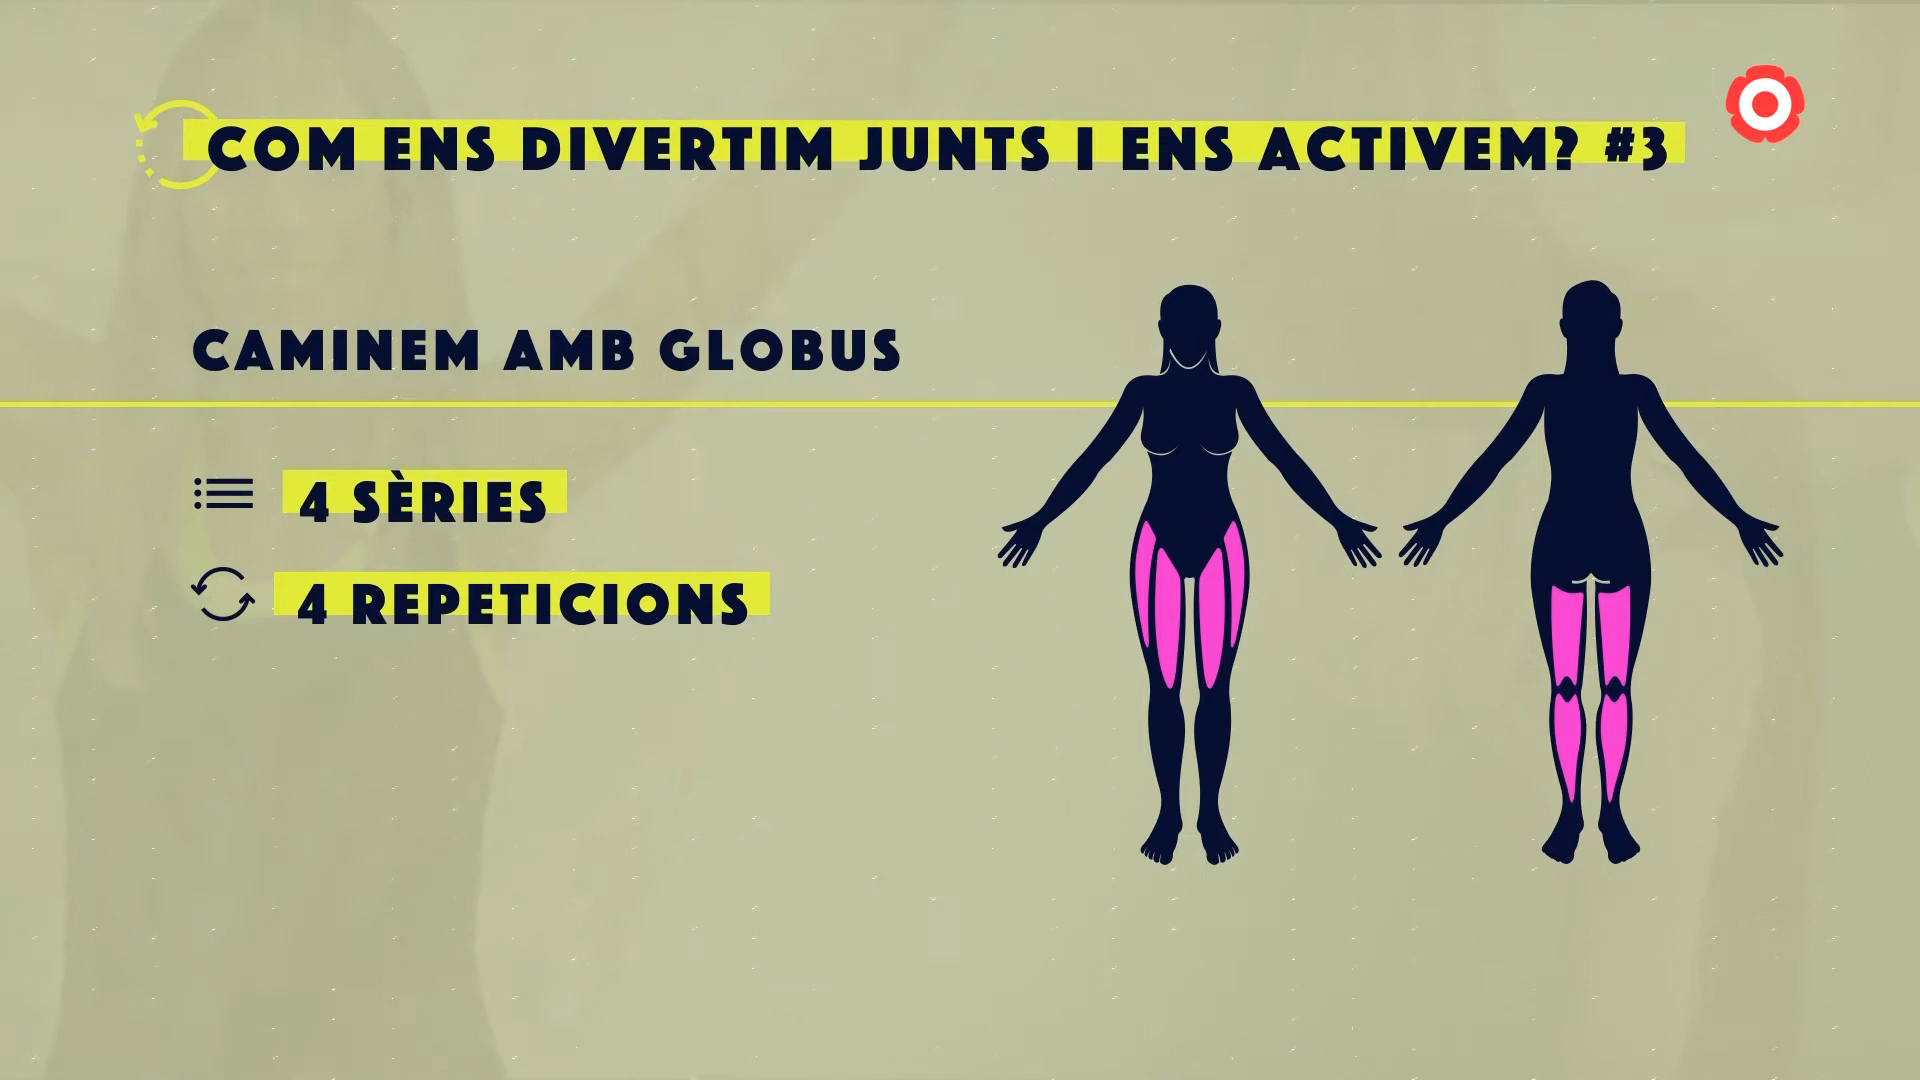 COM ENS DIVERTIM JUNTS I ENS ACTIVEM? #3
CAMINEM AMB GLOBUS
4 SÈRIES
4 REPETICIONS